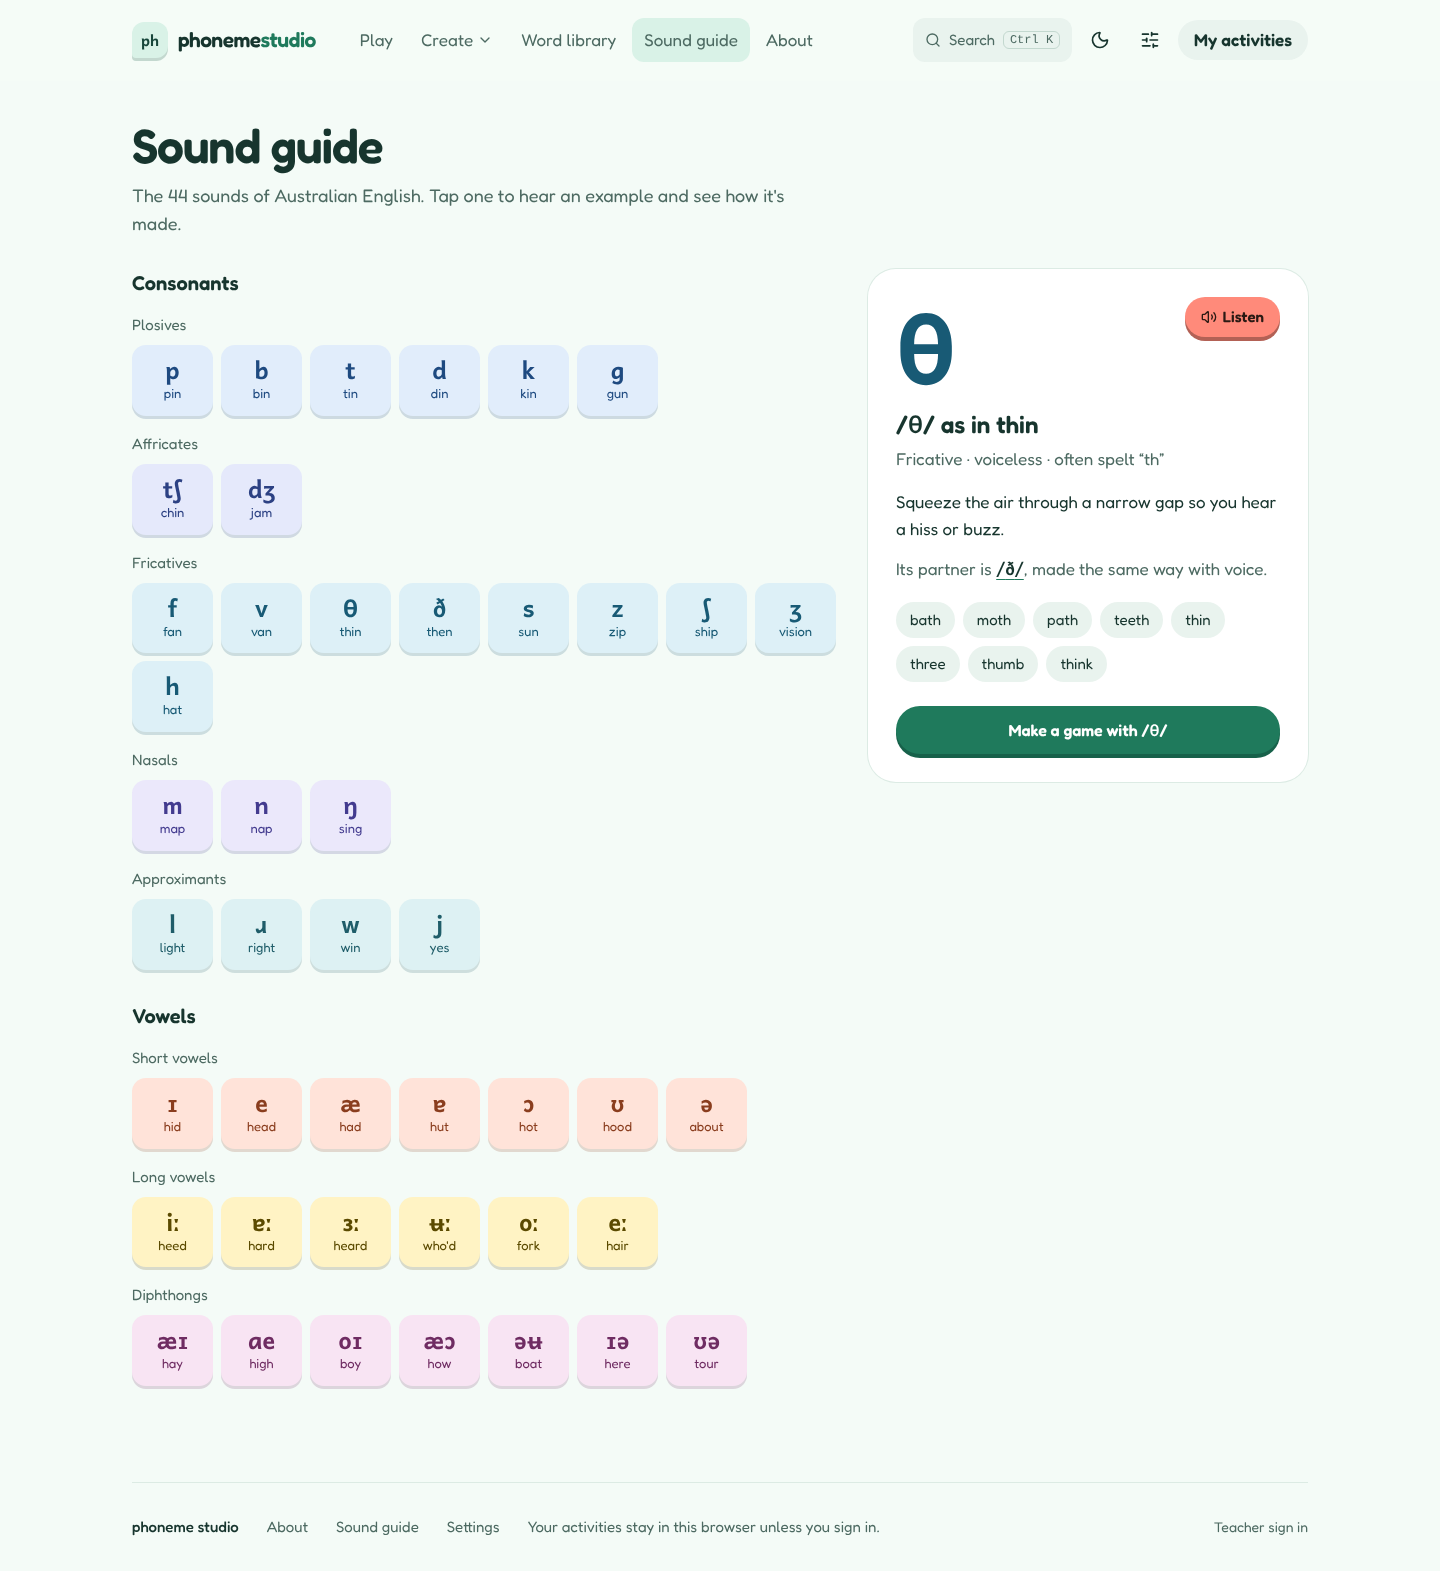 ph phonemestudio Play Create Word library Sound guide About Search Ctrl K My activities
Sound guide
The 44 sounds of Australian English. Tap one to hear an example and see how it's
made.
Consonants
Plosives
p b t d k g
pin bin tin din kin gun
Affricates
tʃ dʒ
chin jam
Fricatives
f v θ ð s z ʃ ʒ
fan van thin then sun zip ship vision
h
hat
Nasals
m n ŋ
map nap sing
Approximants
l ɹ w j
light right win yes
Vowels
Short vowels
ɪ e æ ɐ ɔ ʊ ə
hid head had hut hot hood about
Long vowels
iː ɐː ɜː ʉː oː eː
heed hard heard who'd fork hair
Diphthongs
æɪ ɑe oɪ æɔ əʉ ɪə ʊə
hay high boy how boat here tour
θ
Listen
/θ/ as in thin
Fricative · voiceless · often spelt “th”
Squeeze the air through a narrow gap so you hear
a hiss or buzz.
Its partner is /ð/, made the same way with voice.
bath moth path teeth thin
three thumb think
Make a game with /θ/
phoneme studio About Sound guide Settings Your activities stay in this browser unless you sign in. Teacher sign in